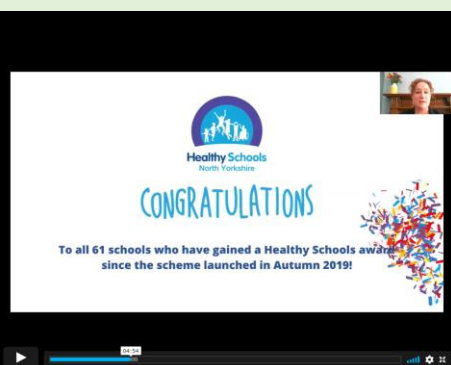 Healthy Schools
North Yorkshire
CONGRATULATIONS
To all 61 schools who have gained a Healthy Schools award
since the scheme launched in Autumn 2019!
04:54